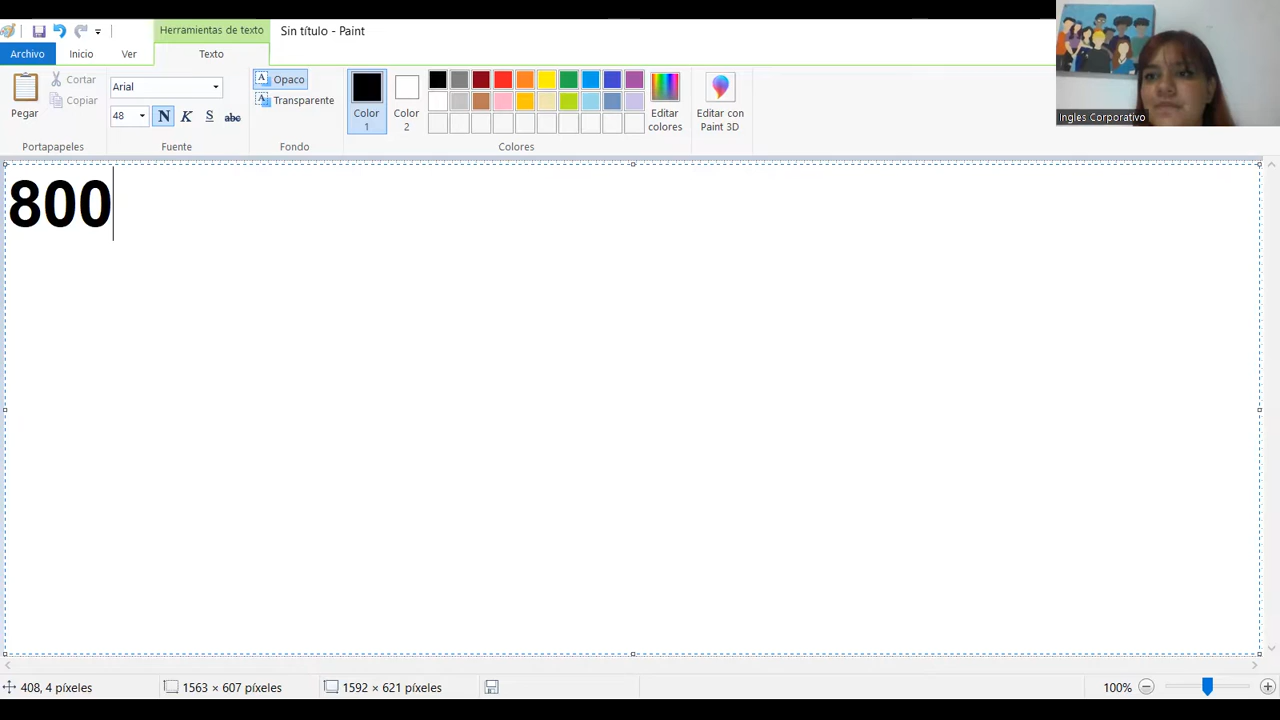 Herramientas de texto
Sin título - Paint
Archivo
Inicio
Ver
Texto
Pegar
Cortar
Copiar
Portapapeles
Arial
48
N K S abc
Fuente
Opaco
Transparente
Fondo
Color 1
Color 2
Editar colores
Colores
Editar con Paint 3D
Ingles Corporativo
800
408, 4 píxeles
1563 × 607 píxeles
1592 × 621 píxeles
100%